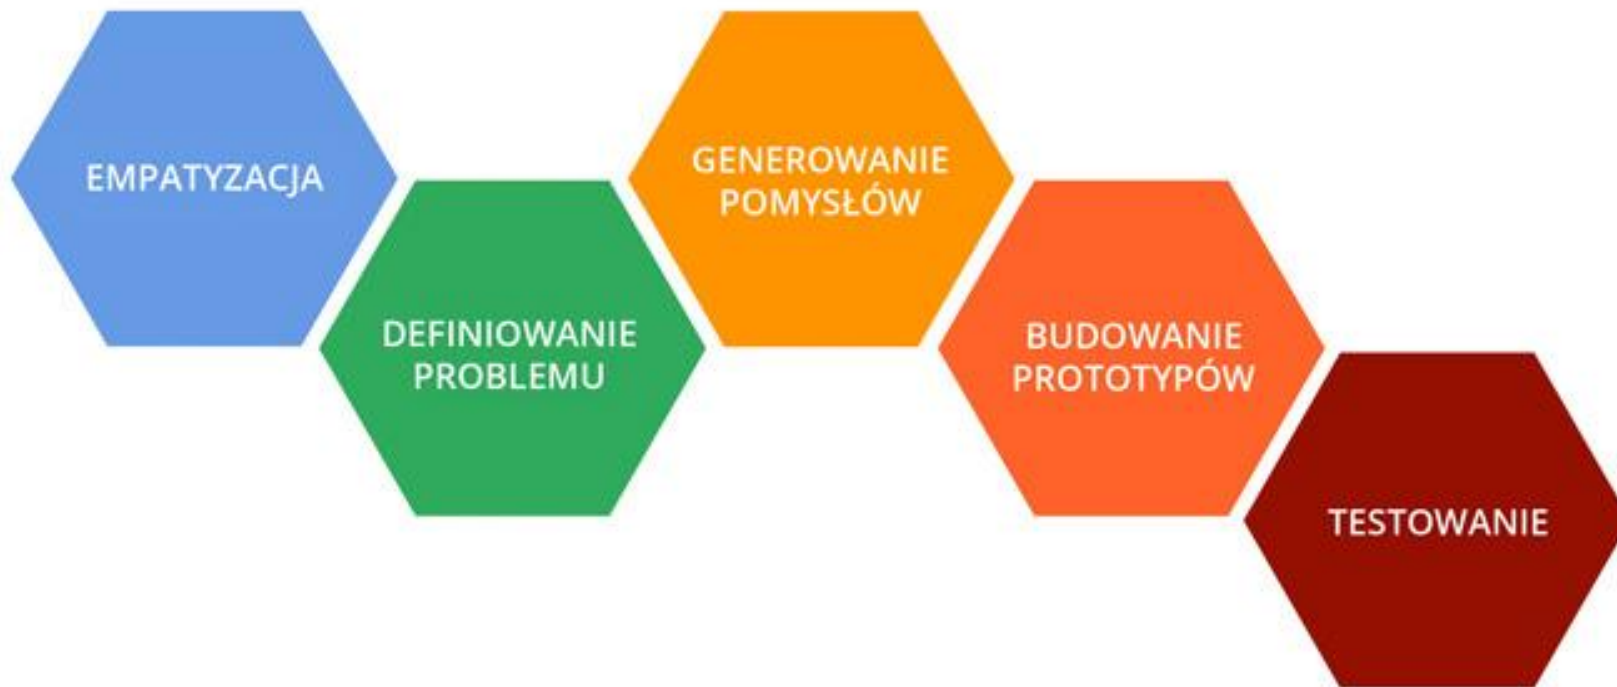 EMPATYZACJA
DEFINIOWANIE
PROBLEMU
GENEROWANIE
POMYSŁÓW
BUDOWANIE
PROTOTYPÓW
TESTOWANIE